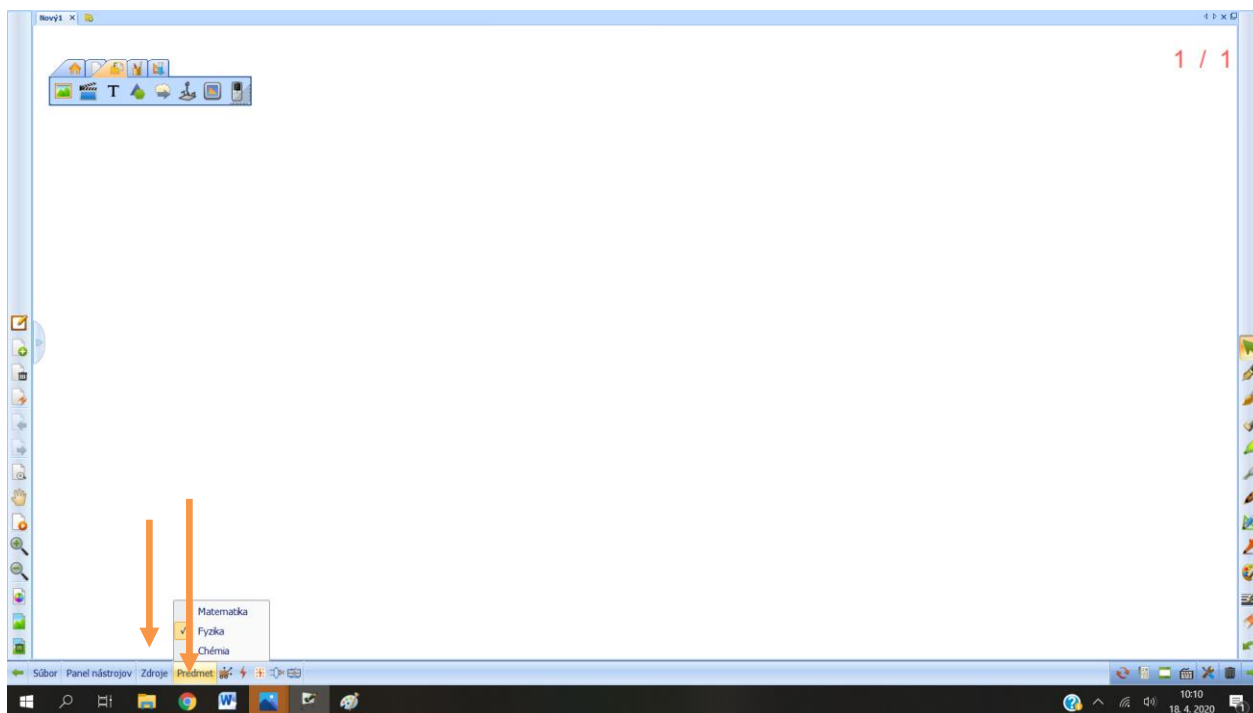 Nový1
1 / 1
T
Matematika
Fyzika
Chémia
Súbor Panel nástrojov Zdroje Predmet
W
10:10
18. 4. 2020